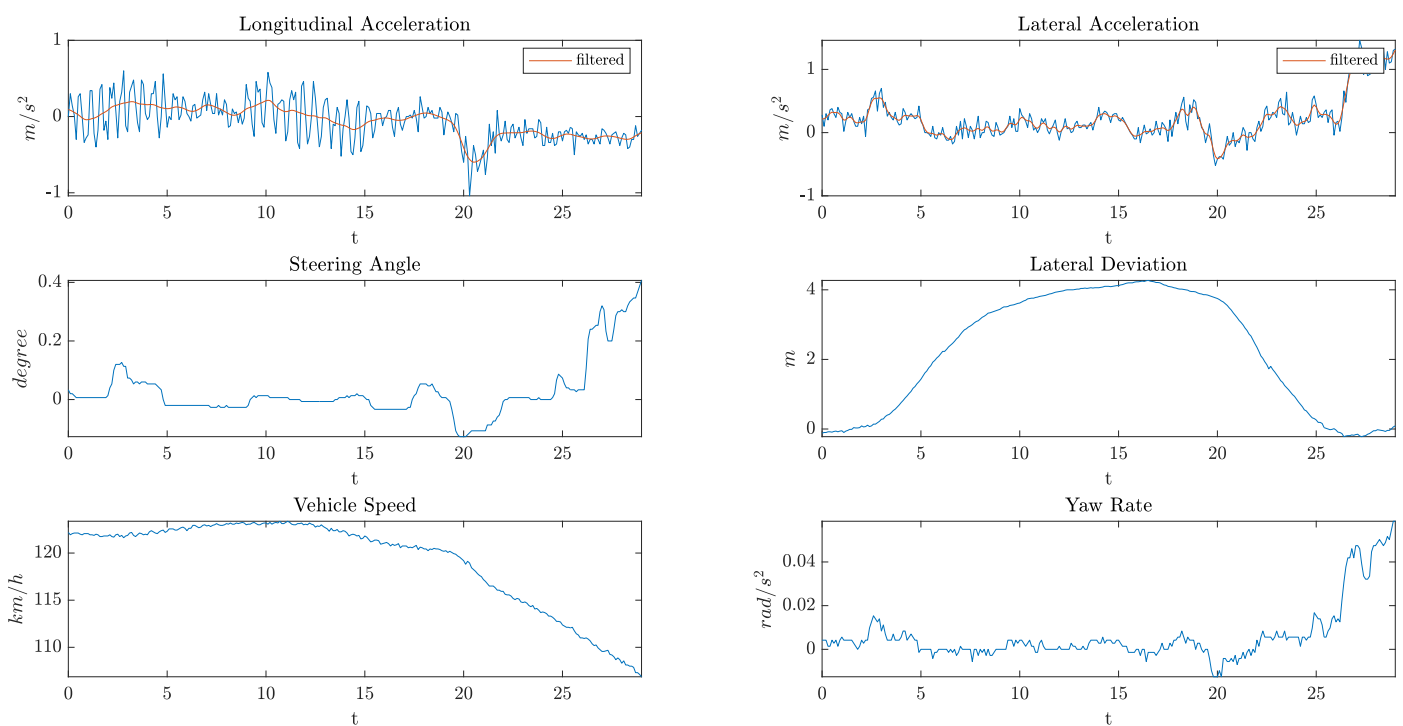 Longitudinal Acceleration
1
0
-1
m/s²
filtered
0 5 10 15 20 25
t
Lateral Acceleration
1
0
-1
m/s²
filtered
0 5 10 15 20 25
t
Steering Angle
0.4
0.2
0
degree
0 5 10 15 20 25
t
Lateral Deviation
4
2
0
m
0 5 10 15 20 25
t
Vehicle Speed
120
115
110
km/h
0 5 10 15 20 25
t
Yaw Rate
0.04
0.02
0
rad/s²
0 5 10 15 20 25
t